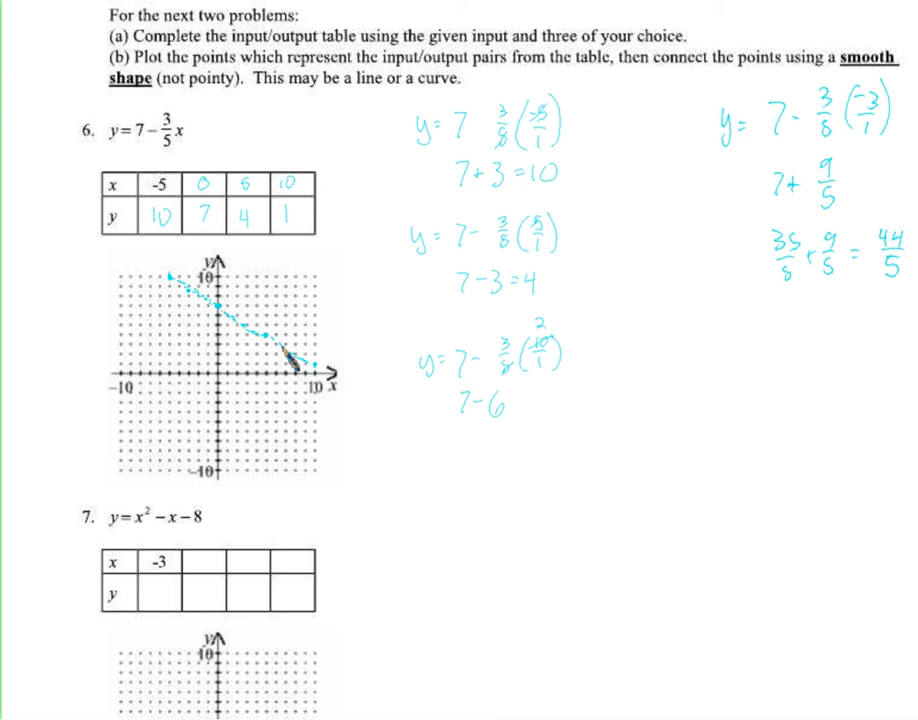 For the next two problems:
(a) Complete the input/output table using the given input and three of your choice.
(b) Plot the points which represent the input/output pairs from the table, then connect the points using a smooth
shape (not pointy). This may be a line or a curve.
6. y = 7 − 3/5 x
x -5 0 5 10
y 10 7 4 1
y
10
-10 10 x
-10
y = 7 3/5 (-5/1)
7 + 3 = 10
y = 7 - 3/5 (5/1)
7 - 3 = 4
2
y = 7 - 3/5 (10/1)
7 - 6
y = 7 - 3/5 (-3/1)
7 + 9/5
35/5 + 9/5 = 44/5
7. y = x² − x − 8
x -3
y
y
10